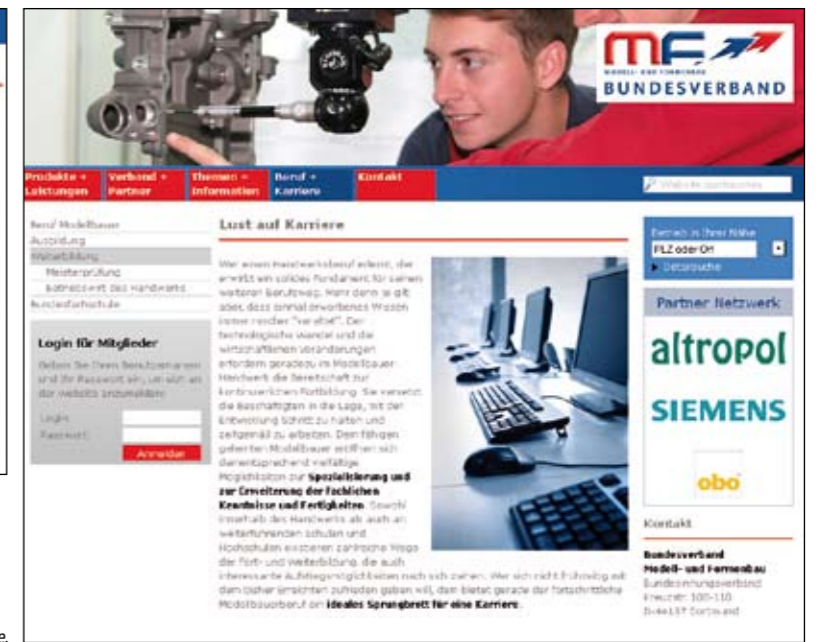 MF
MODELL- UND FORMENBAU
BUNDESVERBAND
Produkte +
Leistungen
Verband +
Partner
Themen +
Information
Beruf +
Karriere
Kontakt
Website durchsuchen
Beruf Modellbauer
Ausbildung
Weiterbildung
Meisterprüfung
Betriebswirt des Handwerks
Bundesfachschule
Login für Mitglieder
Geben Sie Ihren Benutzernamen
und Ihr Passwort ein, um sich an
der Website anzumelden:
Login:
Passwort:
Anmelden
Lust auf Karriere
Wer einen Handwerksberuf erlernt, der
erwirbt ein solides Fundament für seinen
weiteren Berufsweg. Mehr denn je gilt
aber, dass einmal erworbenes Wissen
immer rascher "veraltet". Der
technologische Wandel und die
wirtschaftlichen Veränderungen
erfordern geradezu im Modellbauer-
Handwerk die Bereitschaft zur
kontinuierlichen Fortbildung. Sie versetzt
die Beschäftigten in die Lage, mit der
Entwicklung Schritt zu halten und
zeitgemäß zu arbeiten. Dem fähigen
gelernten Modellbauer eröffnen sich
dementsprechend vielfältige
Möglichkeiten zur Spezialisierung und
zur Erweiterung der fachlichen
Kenntnisse und Fertigkeiten. Sowohl
innerhalb des Handwerks als auch an
weiterführenden Schulen und
Hochschulen existieren zahlreiche Wege
der Fort- und Weiterbildung, die auch
interessante Aufstiegsmöglichkeiten nach sich ziehen. Wer sich nicht frühzeitig mit
dem bisher Erreichten zufrieden geben will, dem bietet gerade der fortschrittliche
Modellbauerberuf ein ideales Sprungbrett für eine Karriere.
Betrieb in Ihrer Nähe
PLZ oder Ort
Detailsuche
Partner Netzwerk
altropol
SIEMENS
obo
Kontakt
Bundesverband
Modell- und Formenbau
Bundesinnungsverband
Kreuzstr. 108-110
44137 Dortmund